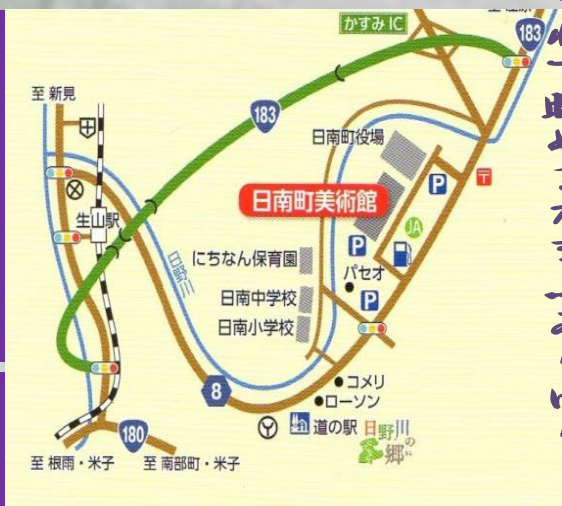 かすみIC
183
至 新見
183
日南町役場
P
日南町美術館
生山駅
JA
日野川
にちなん保育園
P
パセオ
日南中学校
P
日南小学校
8
コメリ
ローソン
道の駅 日野川の郷
180
至 根雨・米子
至 南部町・米子